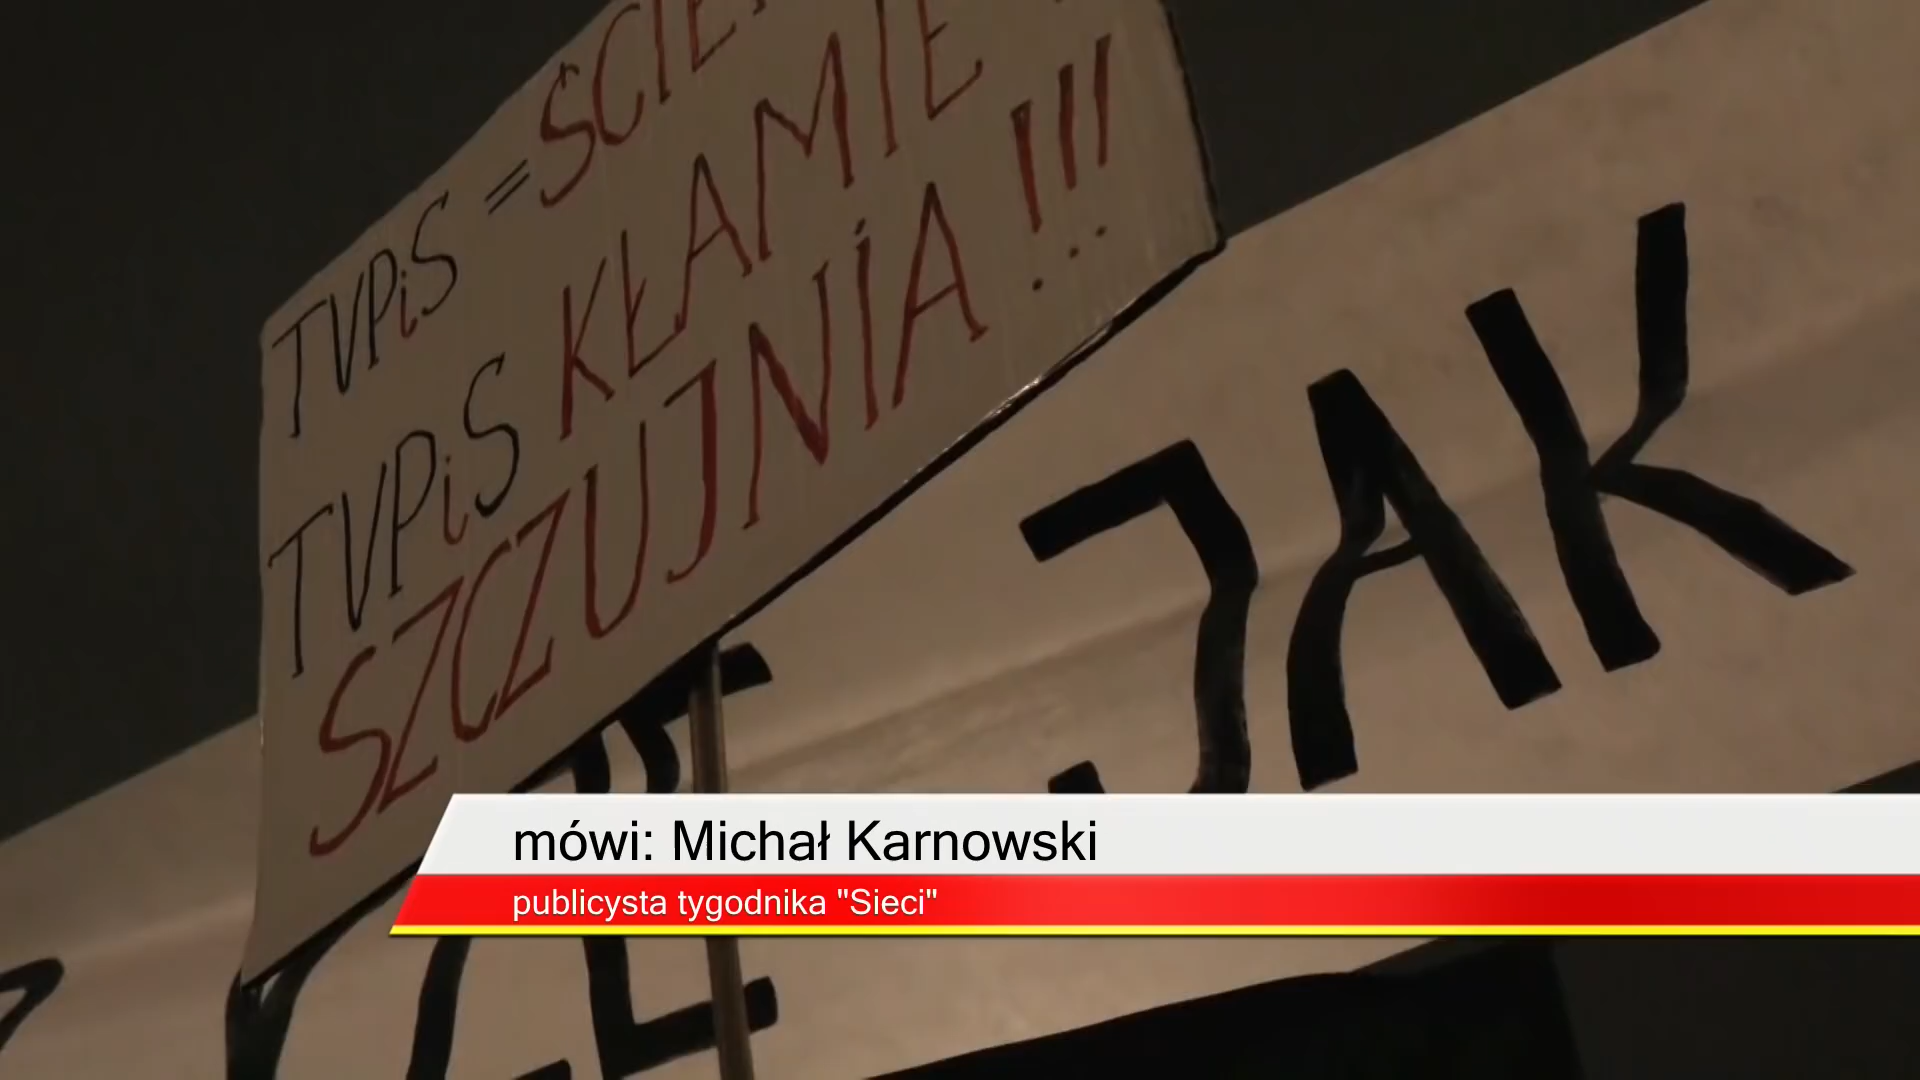 TVPiS =
TVPiS KŁAMIE
SZCZUJNIA!!!
JAK
mówi: Michał Karnowski
publicysta tygodnika "Sieci"